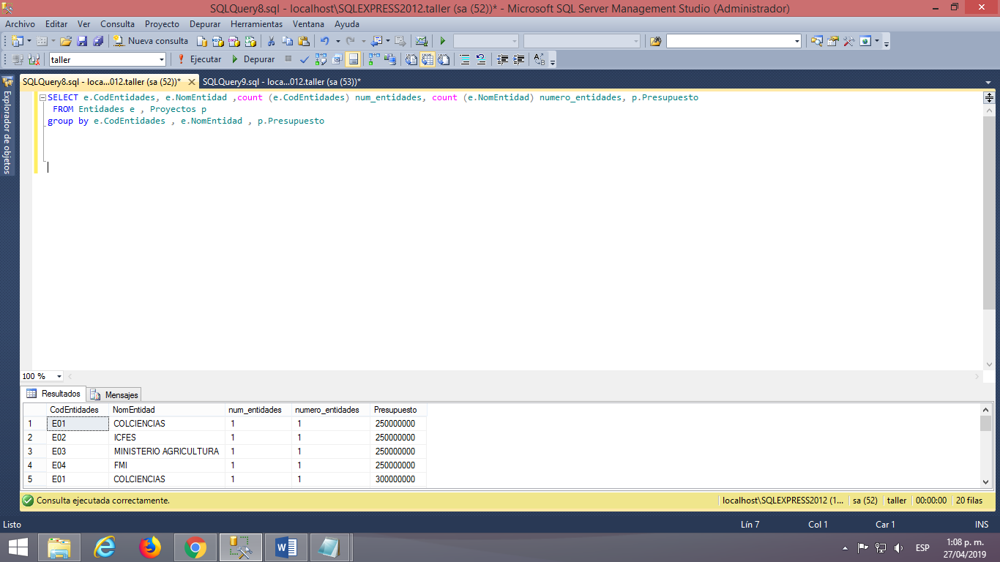 SQLQuery8.sql - localhost\SQLEXPRESS2012.taller (sa (52))* - Microsoft SQL Server Management Studio (Administrador)
Archivo Editar Ver Consulta Proyecto Depurar Herramientas Ventana Ayuda
Nueva consulta
taller Ejecutar Depurar
SQLQuery8.sql - loca...012.taller (sa (52))* SQLQuery9.sql - loca...012.taller (sa (53))*
Explorador de objetos
SELECT e.CodEntidades, e.NomEntidad ,count (e.CodEntidades) num_entidades, count (e.NomEntidad) numero_entidades, p.Presupuesto
FROM Entidades e , Proyectos p
group by e.CodEntidades , e.NomEntidad , p.Presupuesto
100 %
Resultados Mensajes
CodEntidades NomEntidad num_entidades numero_entidades Presupuesto
1 E01 COLCIENCIAS 1 1 250000000
2 E02 ICFES 1 1 250000000
3 E03 MINISTERIO AGRICULTURA 1 1 250000000
4 E04 FMI 1 1 250000000
5 E01 COLCIENCIAS 1 1 300000000
Consulta ejecutada correctamente. localhost\SQLEXPRESS2012 (1... sa (52) taller 00:00:00 20 filas
Listo Lín 7 Col 1 Car 1 INS
ESP 1:08 p. m.
27/04/2019